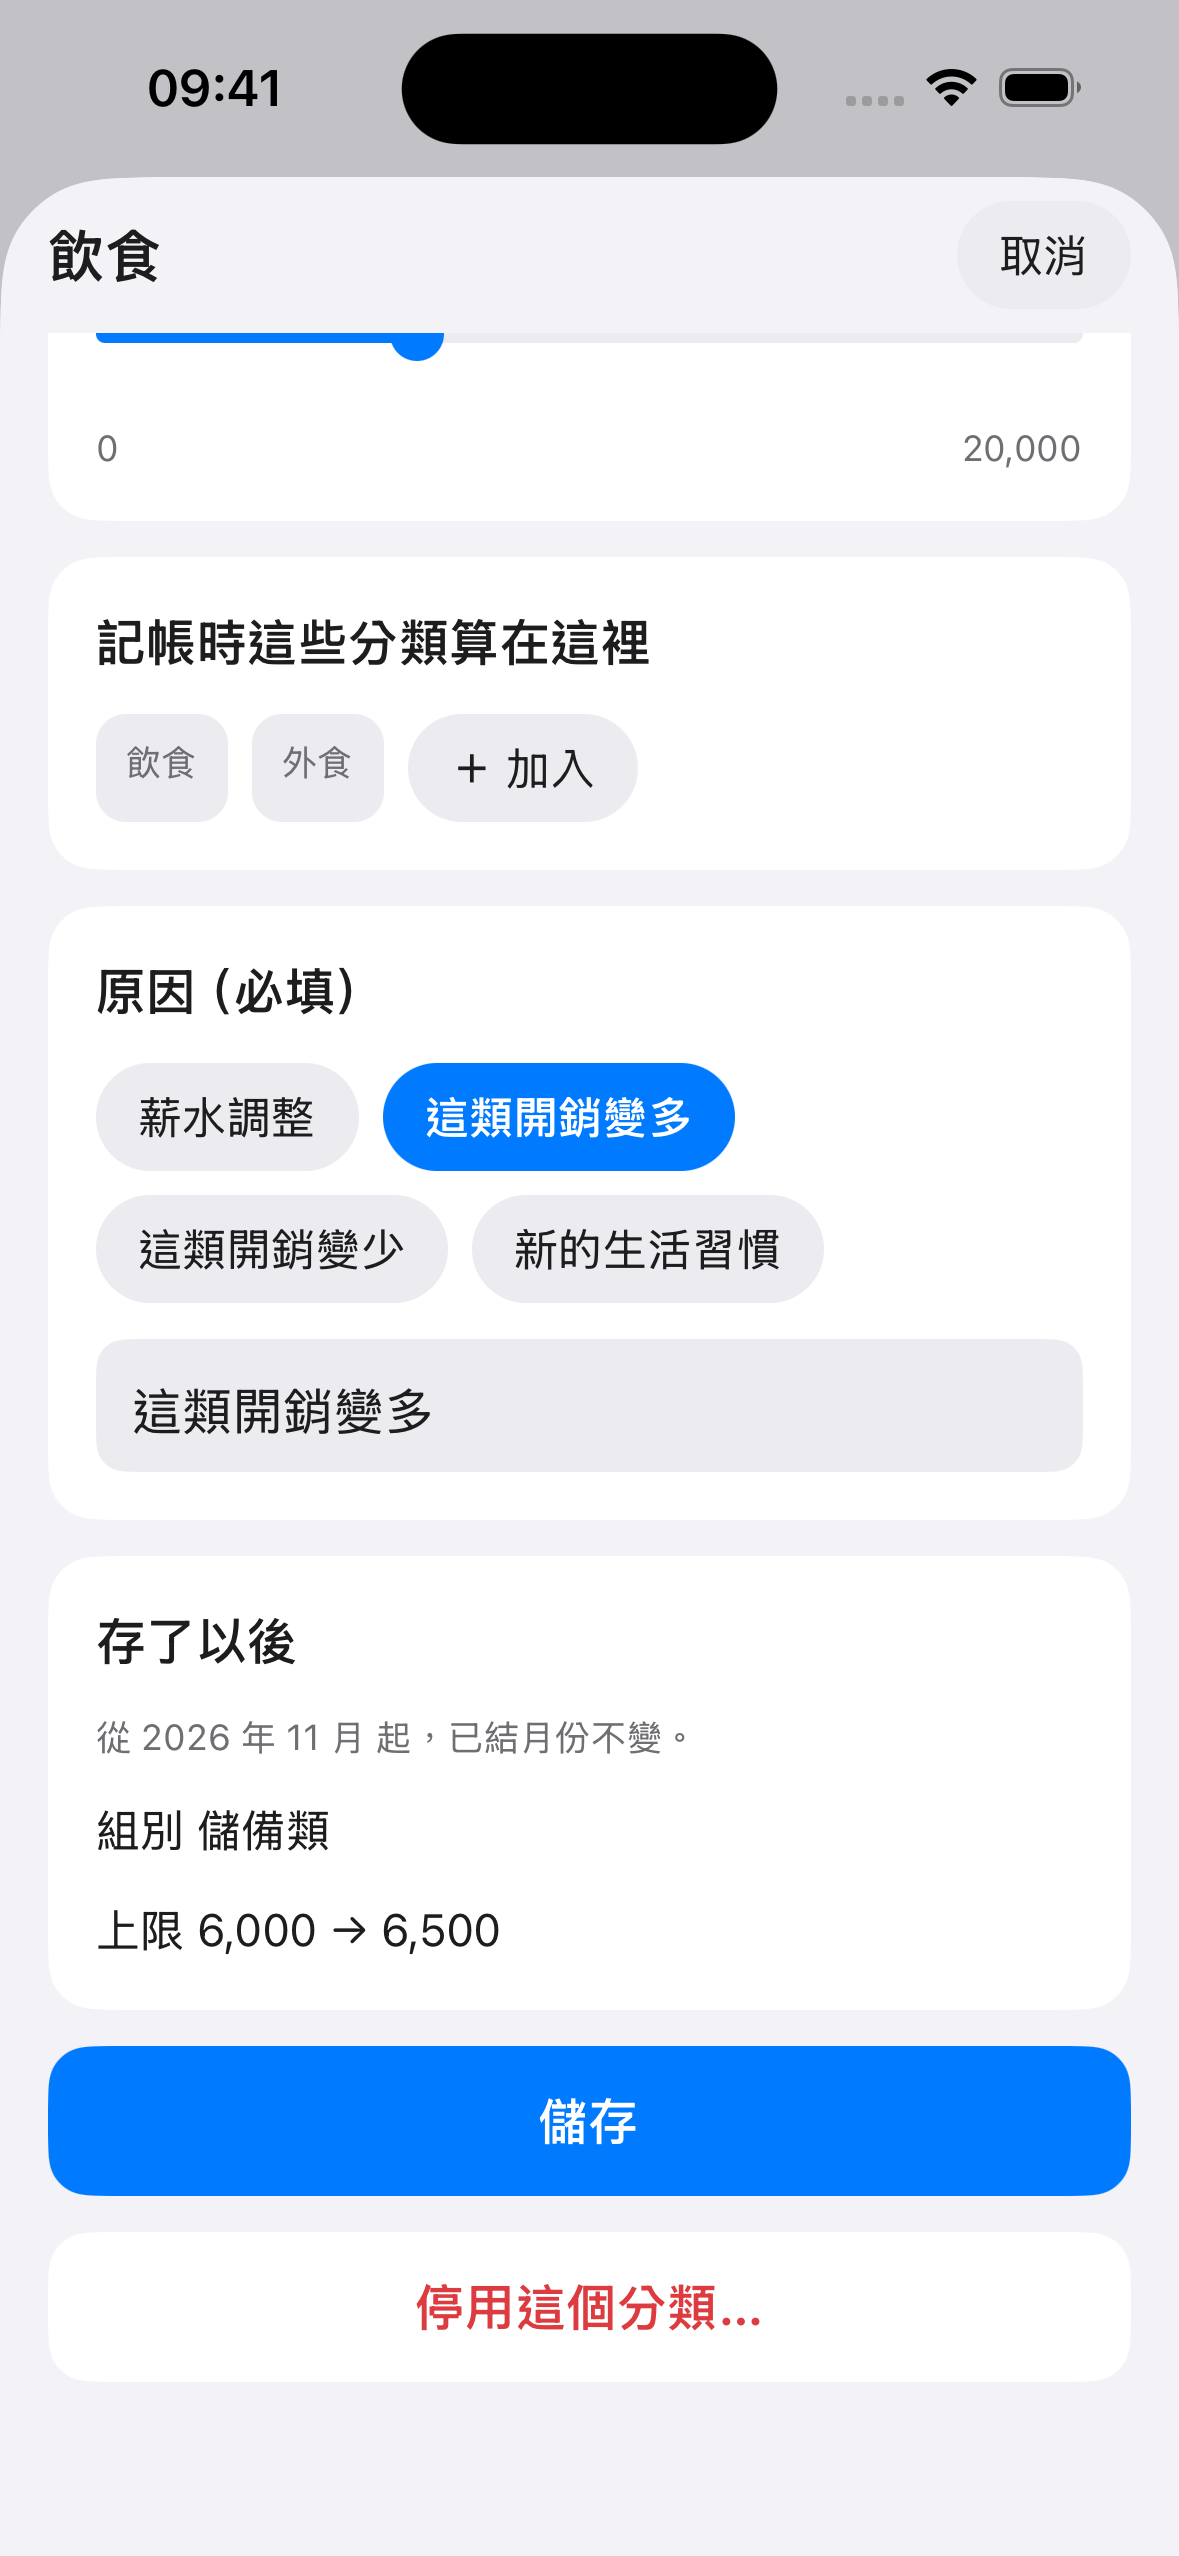 09:41
飲食
取消
0
20,000
記帳時這些分類算在這裡
飲食
外食
+ 加入
原因（必填）
薪水調整
這類開銷變多
這類開銷變少
新的生活習慣
這類開銷變多
存了以後
從 2026 年 11 月 起，已結月份不變。
組別 儲備類
上限 6,000 → 6,500
儲存
停用這個分類...